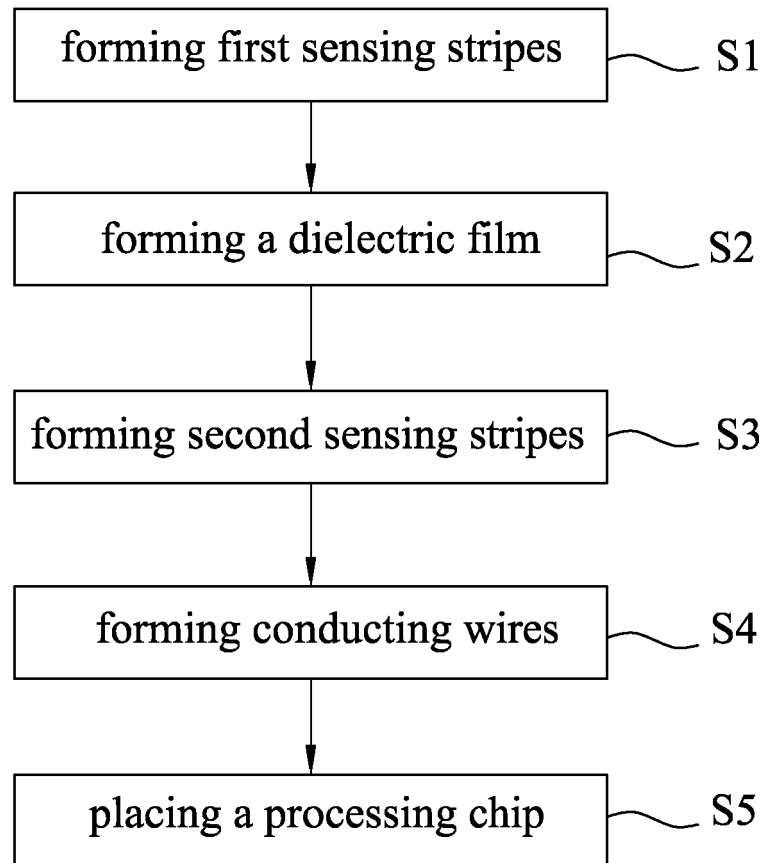 forming first sensing stripes
S1
forming a dielectric film
S2
forming second sensing stripes
S3
forming conducting wires
S4
placing a processing chip
S5